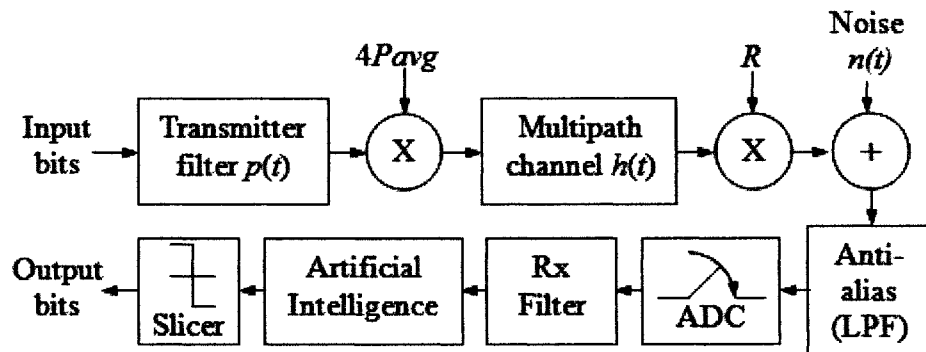 Noise
4Pavg
R
n(t)
Input
bits
Transmitter
filter p(t)
X
Multipath
channel h(t)
X
+
Output
bits
Slicer
Artificial
Intelligence
Rx
Filter
ADC
Anti-
alias
(LPF)